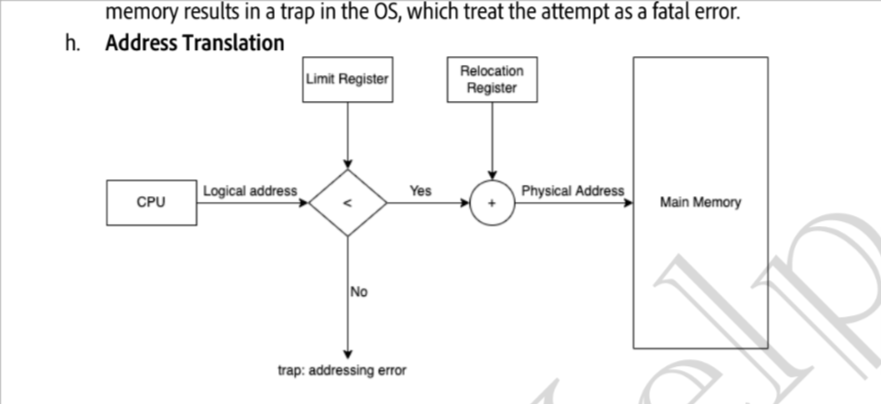 memory results in a trap in the OS, which treat the attempt as a fatal error.
h. Address Translation
Limit Register
Relocation
Register
CPU
Logical address
<
Yes
+
Physical Address
Main Memory
No
trap: addressing error
elp